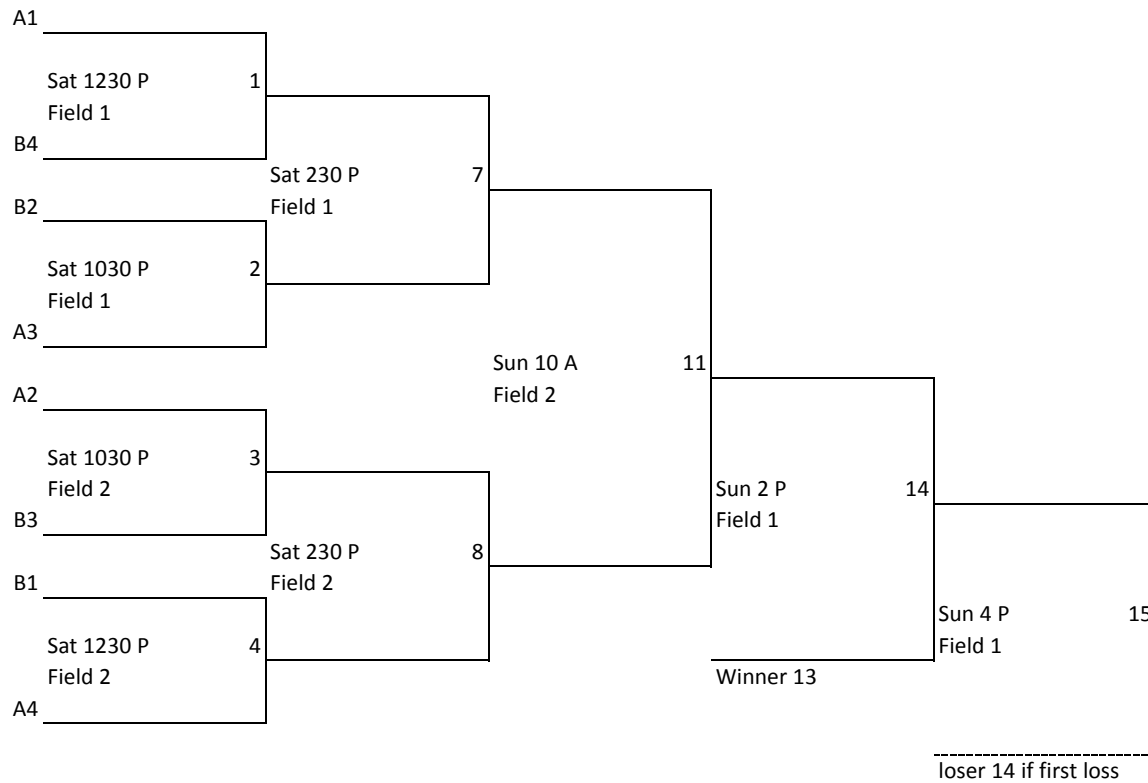 A1
Sat 1230 P 1
Field 1
B4
Sat 230 P 7
Field 1
B2
Sat 1030 P 2
Field 1
A3
Sun 10 A 11
Field 2
A2
Sat 1030 P 3
Field 2
B3
Sun 2 P 14
Field 1
Sat 230 P 8
Field 2
B1
Sun 4 P 15
Field 1
Sat 1230 P 4
Field 2
Winner 13
A4
loser 14 if first loss